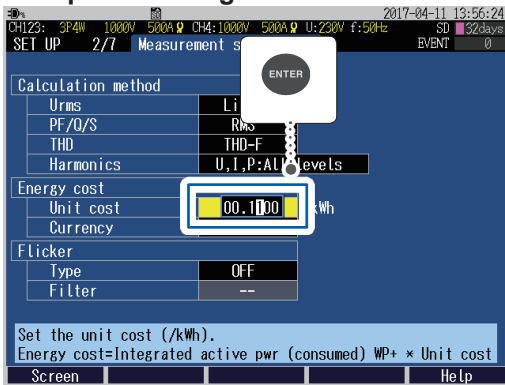 2017-04-11 13:56:24
CH123: 3P4W 1000V 500A CH4:1000V 500A U:230V f:50Hz SD 32days
SET UP 2/7 Measurement s EVENT 0
ENTER
Calculation method
Urms Li
PF/Q/S RMS
THD THD-F
Harmonics U,I,P:All levels
Energy cost
Unit cost 00.1000 kWh
Currency
Flicker
Type OFF
Filter --
Set the unit cost (/kWh).
Energy cost=Integrated active pwr (consumed) WP+ * Unit cost
Screen Help